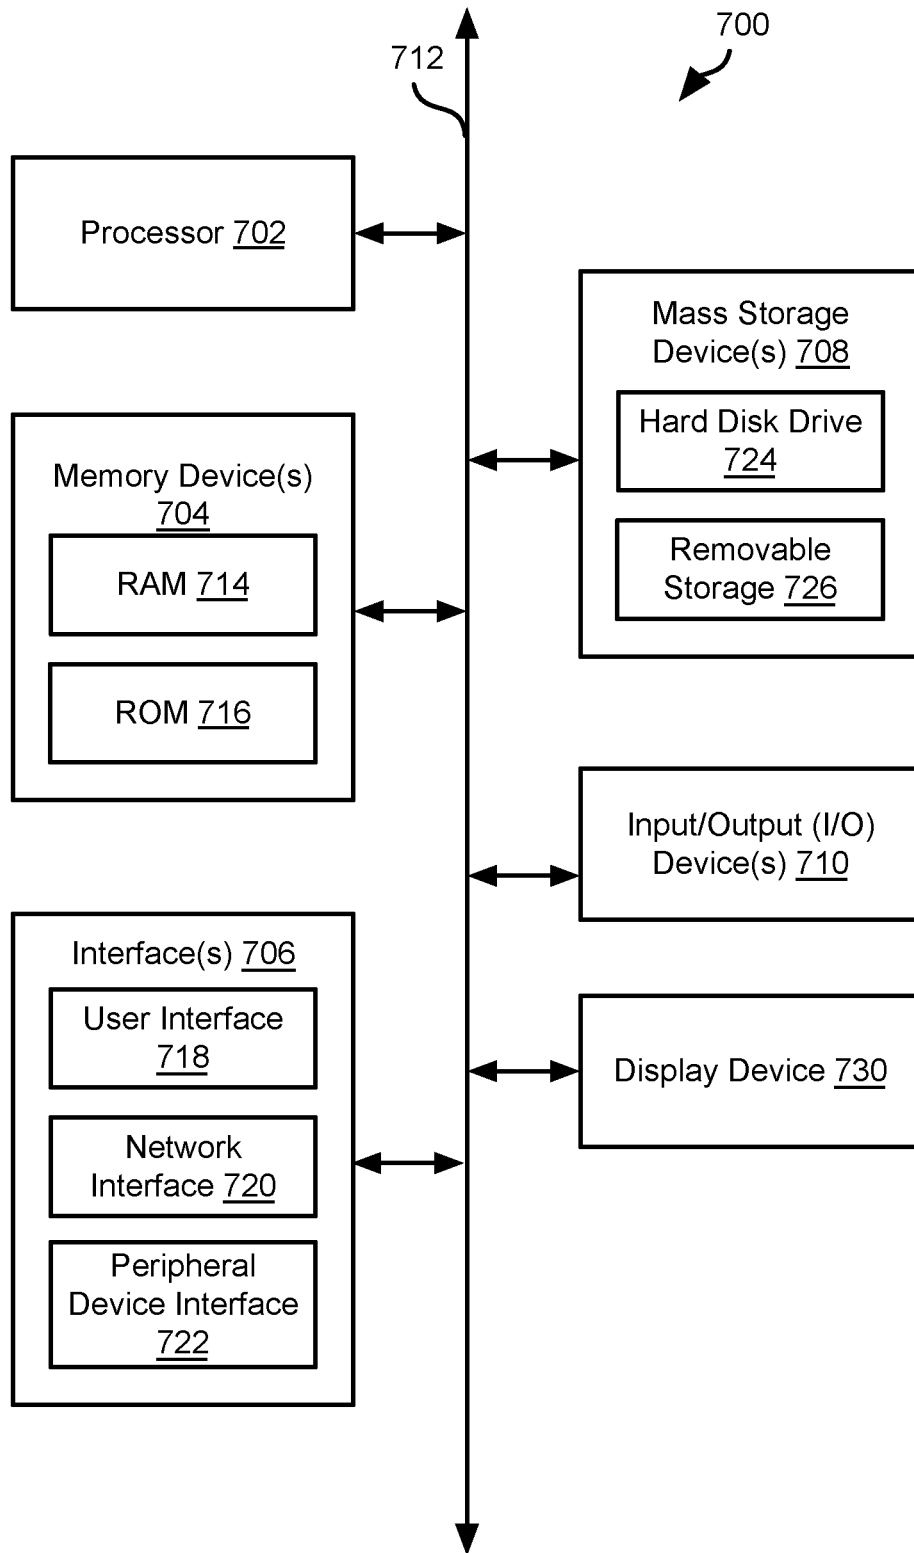 700
712
Processor 702
Mass Storage
Device(s) 708
Hard Disk Drive
724
Removable
Storage 726
Memory Device(s)
704
RAM 714
ROM 716
Input/Output (I/O)
Device(s) 710
Interface(s) 706
User Interface
718
Network
Interface 720
Peripheral
Device Interface
722
Display Device 730